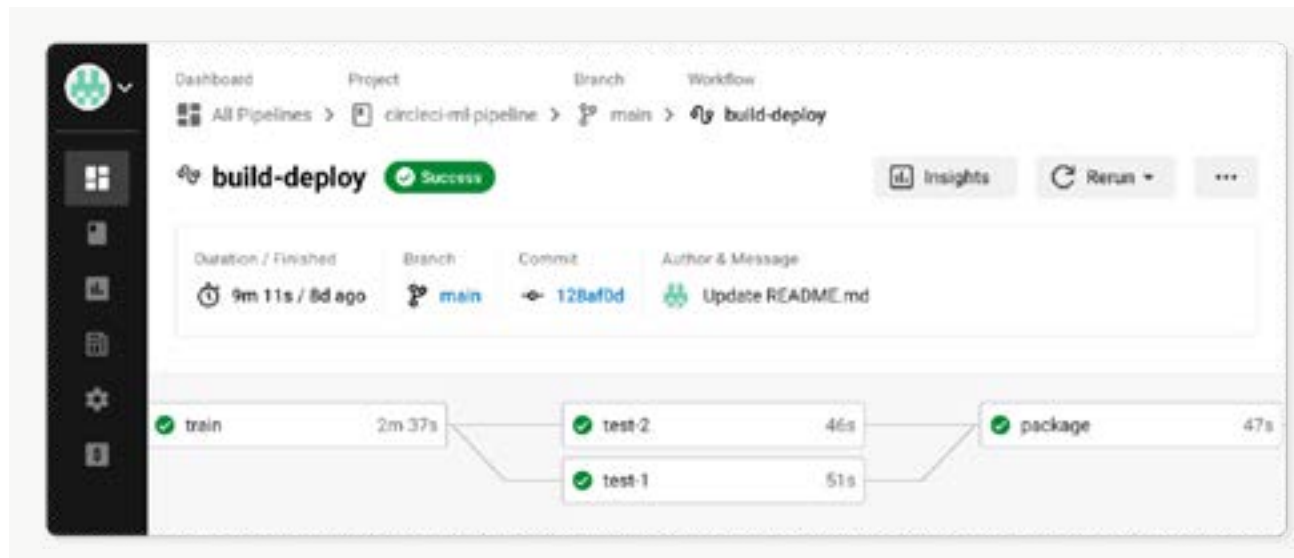 Dashboard Project Branch Workflow
All Pipelines > circleci-ml-pipeline > main > build-deploy
build-deploy Success Insights Rerun ...
Duration / Finished Branch Commit Author & Message
9m 11s / 8d ago main 128af0d Update README.md
train 2m 37s test-2 46s package 47s
test-1 51s